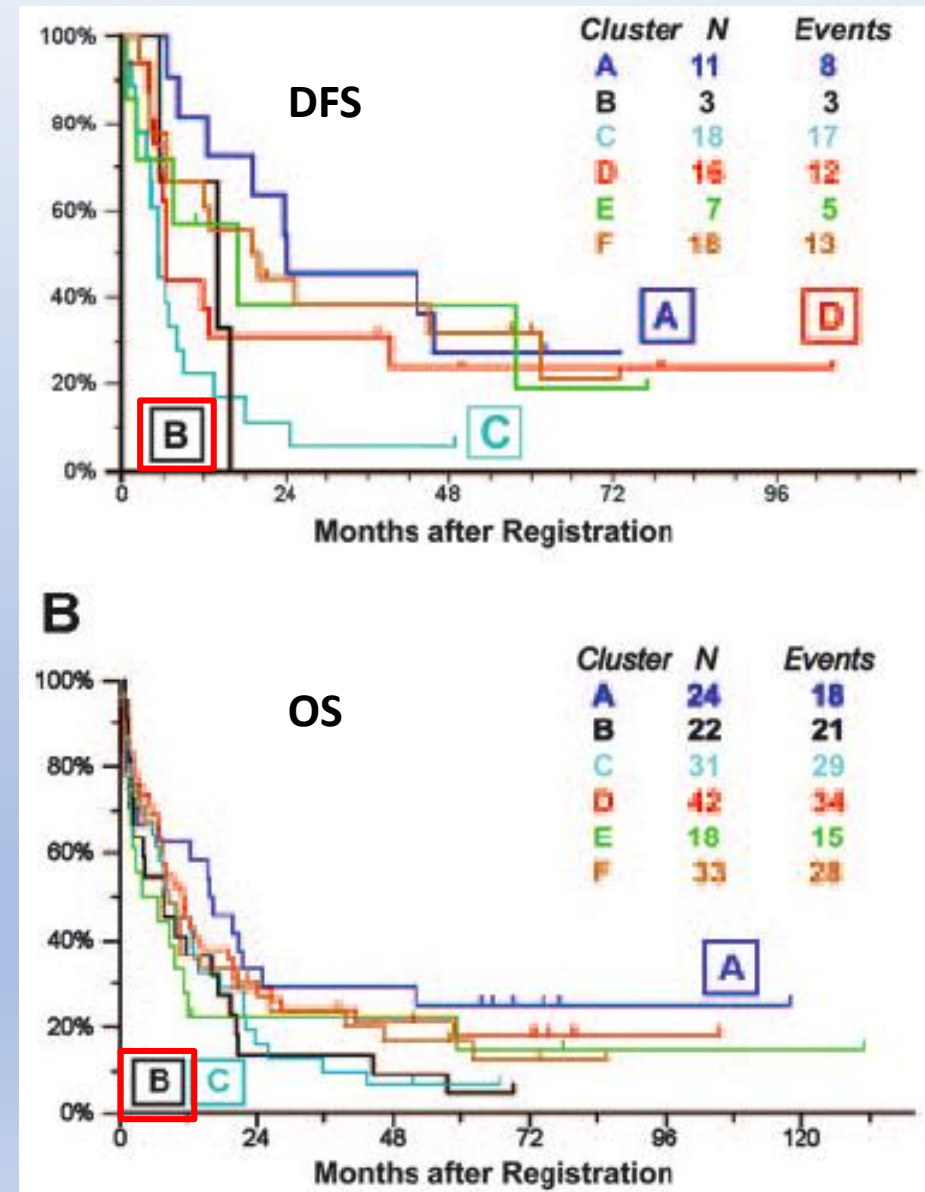 100%
80%
60%
40%
20%
0%
DFS
Cluster N Events
A 11 8
B 3 3
C 18 17
D 16 12
E 7 5
F 18 13
A
D
B
C
0 24 48 72 96
Months after Registration
B
100%
80%
60%
40%
20%
0%
OS
Cluster N Events
A 24 18
B 22 21
C 31 29
D 42 34
E 18 15
F 33 28
A
B C
0 24 48 72 96 120
Months after Registration